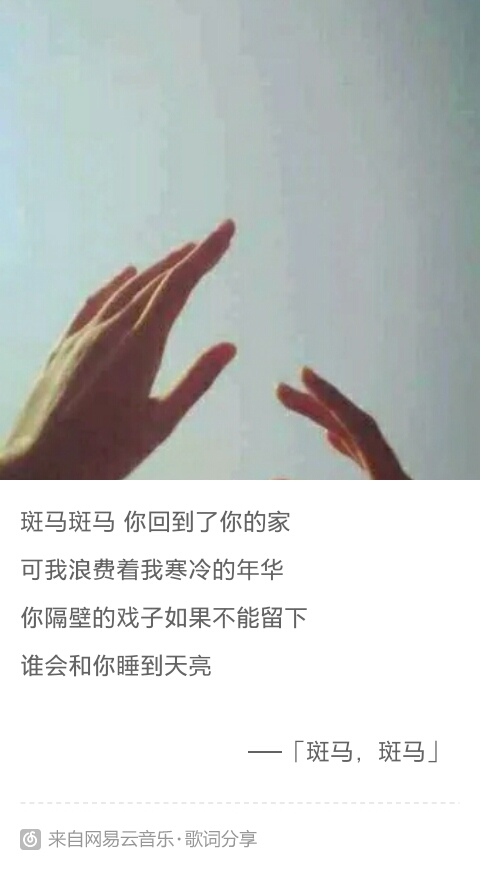 斑马斑马 你回到了你的家
可我浪费着我寒冷的年华
你隔壁的戏子如果不能留下
谁会和你睡到天亮
——「斑马，斑马」
来自网易云音乐·歌词分享